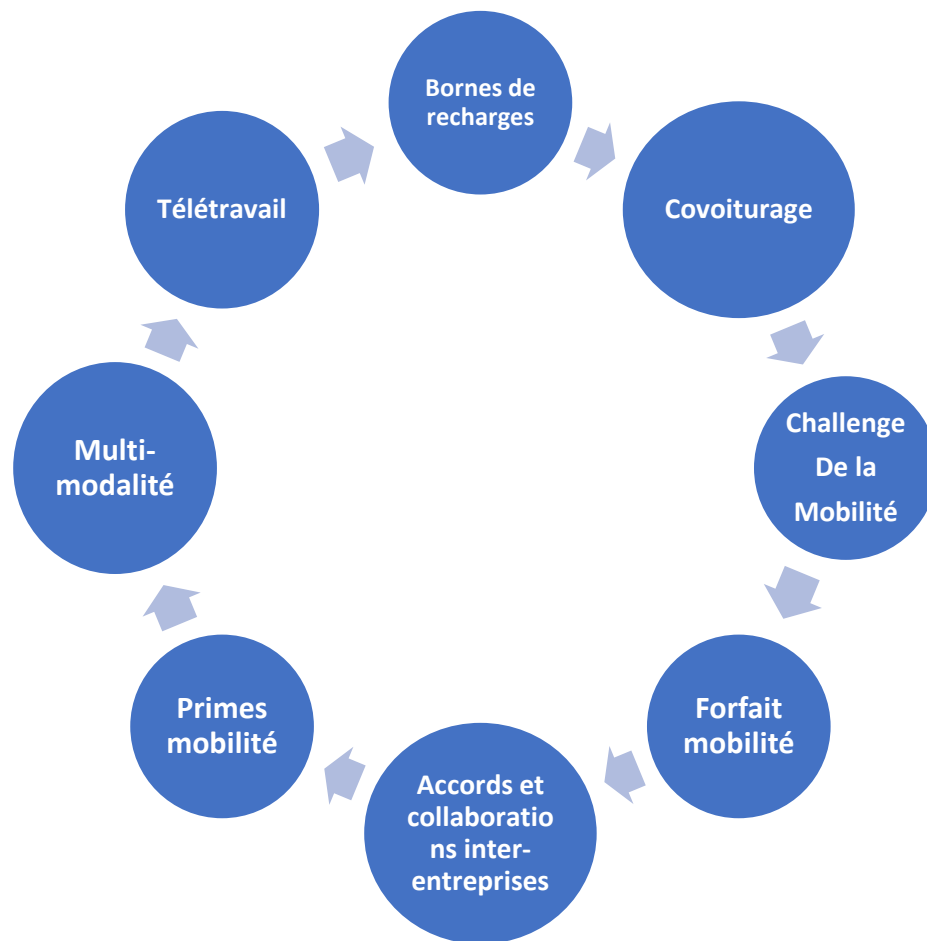 Bornes de
recharges
Covoiturage
Challenge
De la
Mobilité
Forfait
mobilité
Accords et
collaboratio
ns inter-
entreprises
Primes
mobilité
Multi-
modalité
Télétravail